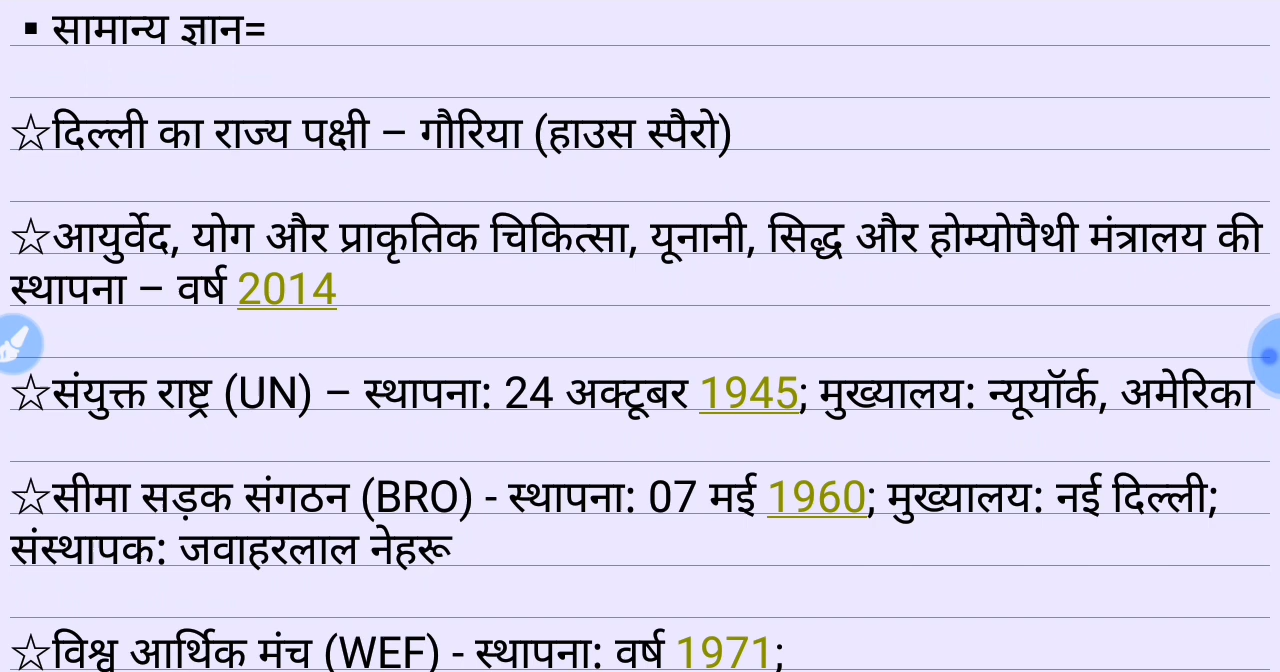 ▪ सामान्य ज्ञान=
☆दिल्ली का राज्य पक्षी – गौरिया (हाउस स्पैरो)
☆आयुर्वेद, योग और प्राकृतिक चिकित्सा, यूनानी, सिद्ध और होम्योपैथी मंत्रालय की
स्थापना – वर्ष 2014
☆संयुक्त राष्ट्र (UN) – स्थापना: 24 अक्टूबर 1945; मुख्यालय: न्यूयॉर्क, अमेरिका
☆सीमा सड़क संगठन (BRO) - स्थापना: 07 मई 1960; मुख्यालय: नई दिल्ली;
संस्थापक: जवाहरलाल नेहरू
☆विश्व आर्थिक मंच (WEF) - स्थापना: वर्ष 1971;